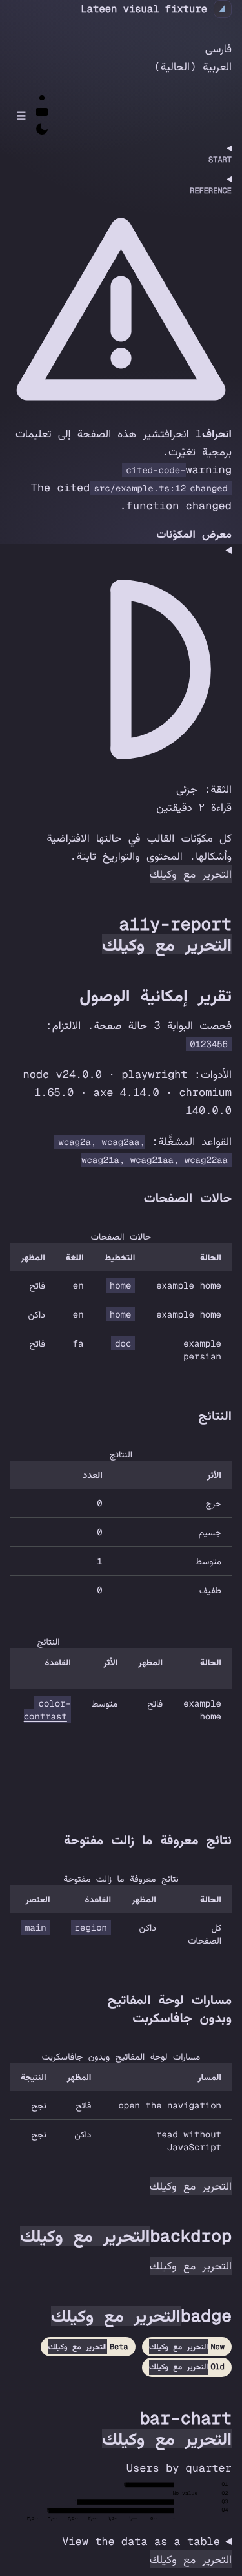 Lateen visual fixture
فارسی
العربية (الحالية)
START
REFERENCE
انحراف1 انحرافتشير هذه الصفحة إلى تعليمات
برمجية تغيّرت.
cited-code-warning
The cited src/example.ts:12 changed
function changed.
معرض المكوّنات
الثقة: جزئي
قراءة ٢ دقيقتين
كل مكوّنات القالب في حالتها الافتراضية
وأشكالها. المحتوى والتواريخ ثابتة.
التحرير مع وكيلك
a11y-report
التحرير مع وكيلك
تقرير إمكانية الوصول
فحصت البوابة 3 حالة صفحة. الالتزام:
0123456
الأدوات: node v24.0.0 · playwright
1.65.0 · axe 4.14.0 · chromium
140.0.0
القواعد المشغّلة: wcag2a, wcag2aa,
wcag21a, wcag21aa, wcag22aa
حالات الصفحات
حالات الصفحات
الحالة التخطيط اللغة المظهر
example home home en فاتح
example home home en داكن
example persian doc fa فاتح
النتائج
النتائج
الأثر العدد
حرج 0
جسيم 0
متوسط 1
طفيف 0
النتائج
الحالة المظهر الأثر القاعدة
example home فاتح متوسط color-contrast
نتائج معروفة ما زالت مفتوحة
نتائج معروفة ما زالت مفتوحة
الحالة المظهر القاعدة العنصر
كل الصفحات داكن region main
مسارات لوحة المفاتيح
وبدون جافاسكربت
مسارات لوحة المفاتيح وبدون جافاسكربت
المسار المظهر النتيجة
open the navigation فاتح نجح
read without JavaScript داكن نجح
التحرير مع وكيلك
backdropالتحرير مع وكيلك
التحرير مع وكيلك
badgeالتحرير مع وكيلك
New التحرير مع وكيلك Beta التحرير مع وكيلك
Old التحرير مع وكيلك
bar-chart
التحرير مع وكيلك
Users by quarter
No value
View the data as a table
التحرير مع وكيلك